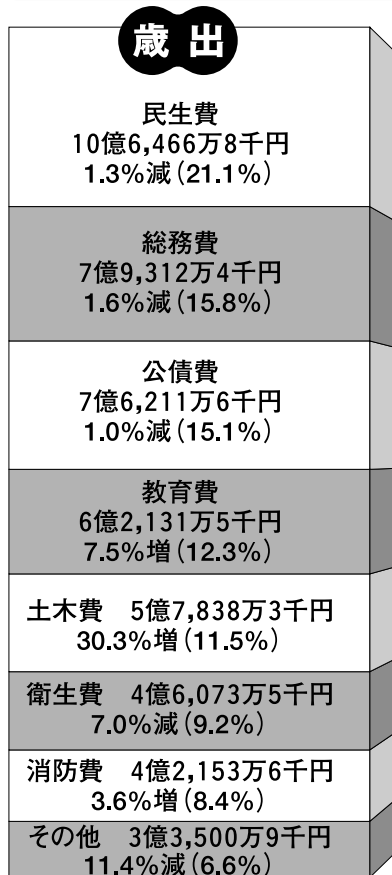 歳出
民生費
10億6,466万8千円
1.3%減(21.1%)
総務費
7億9,312万4千円
1.6%減(15.8%)
公債費
7億6,211万6千円
1.0%減(15.1%)
教育費
6億2,131万5千円
7.5%増(12.3%)
土木費　5億7,838万3千円
30.3%増(11.5%)
衛生費　4億6,073万5千円
7.0%減(9.2%)
消防費　4億2,153万6千円
3.6%増(8.4%)
その他　3億3,500万9千円
11.4%減(6.6%)